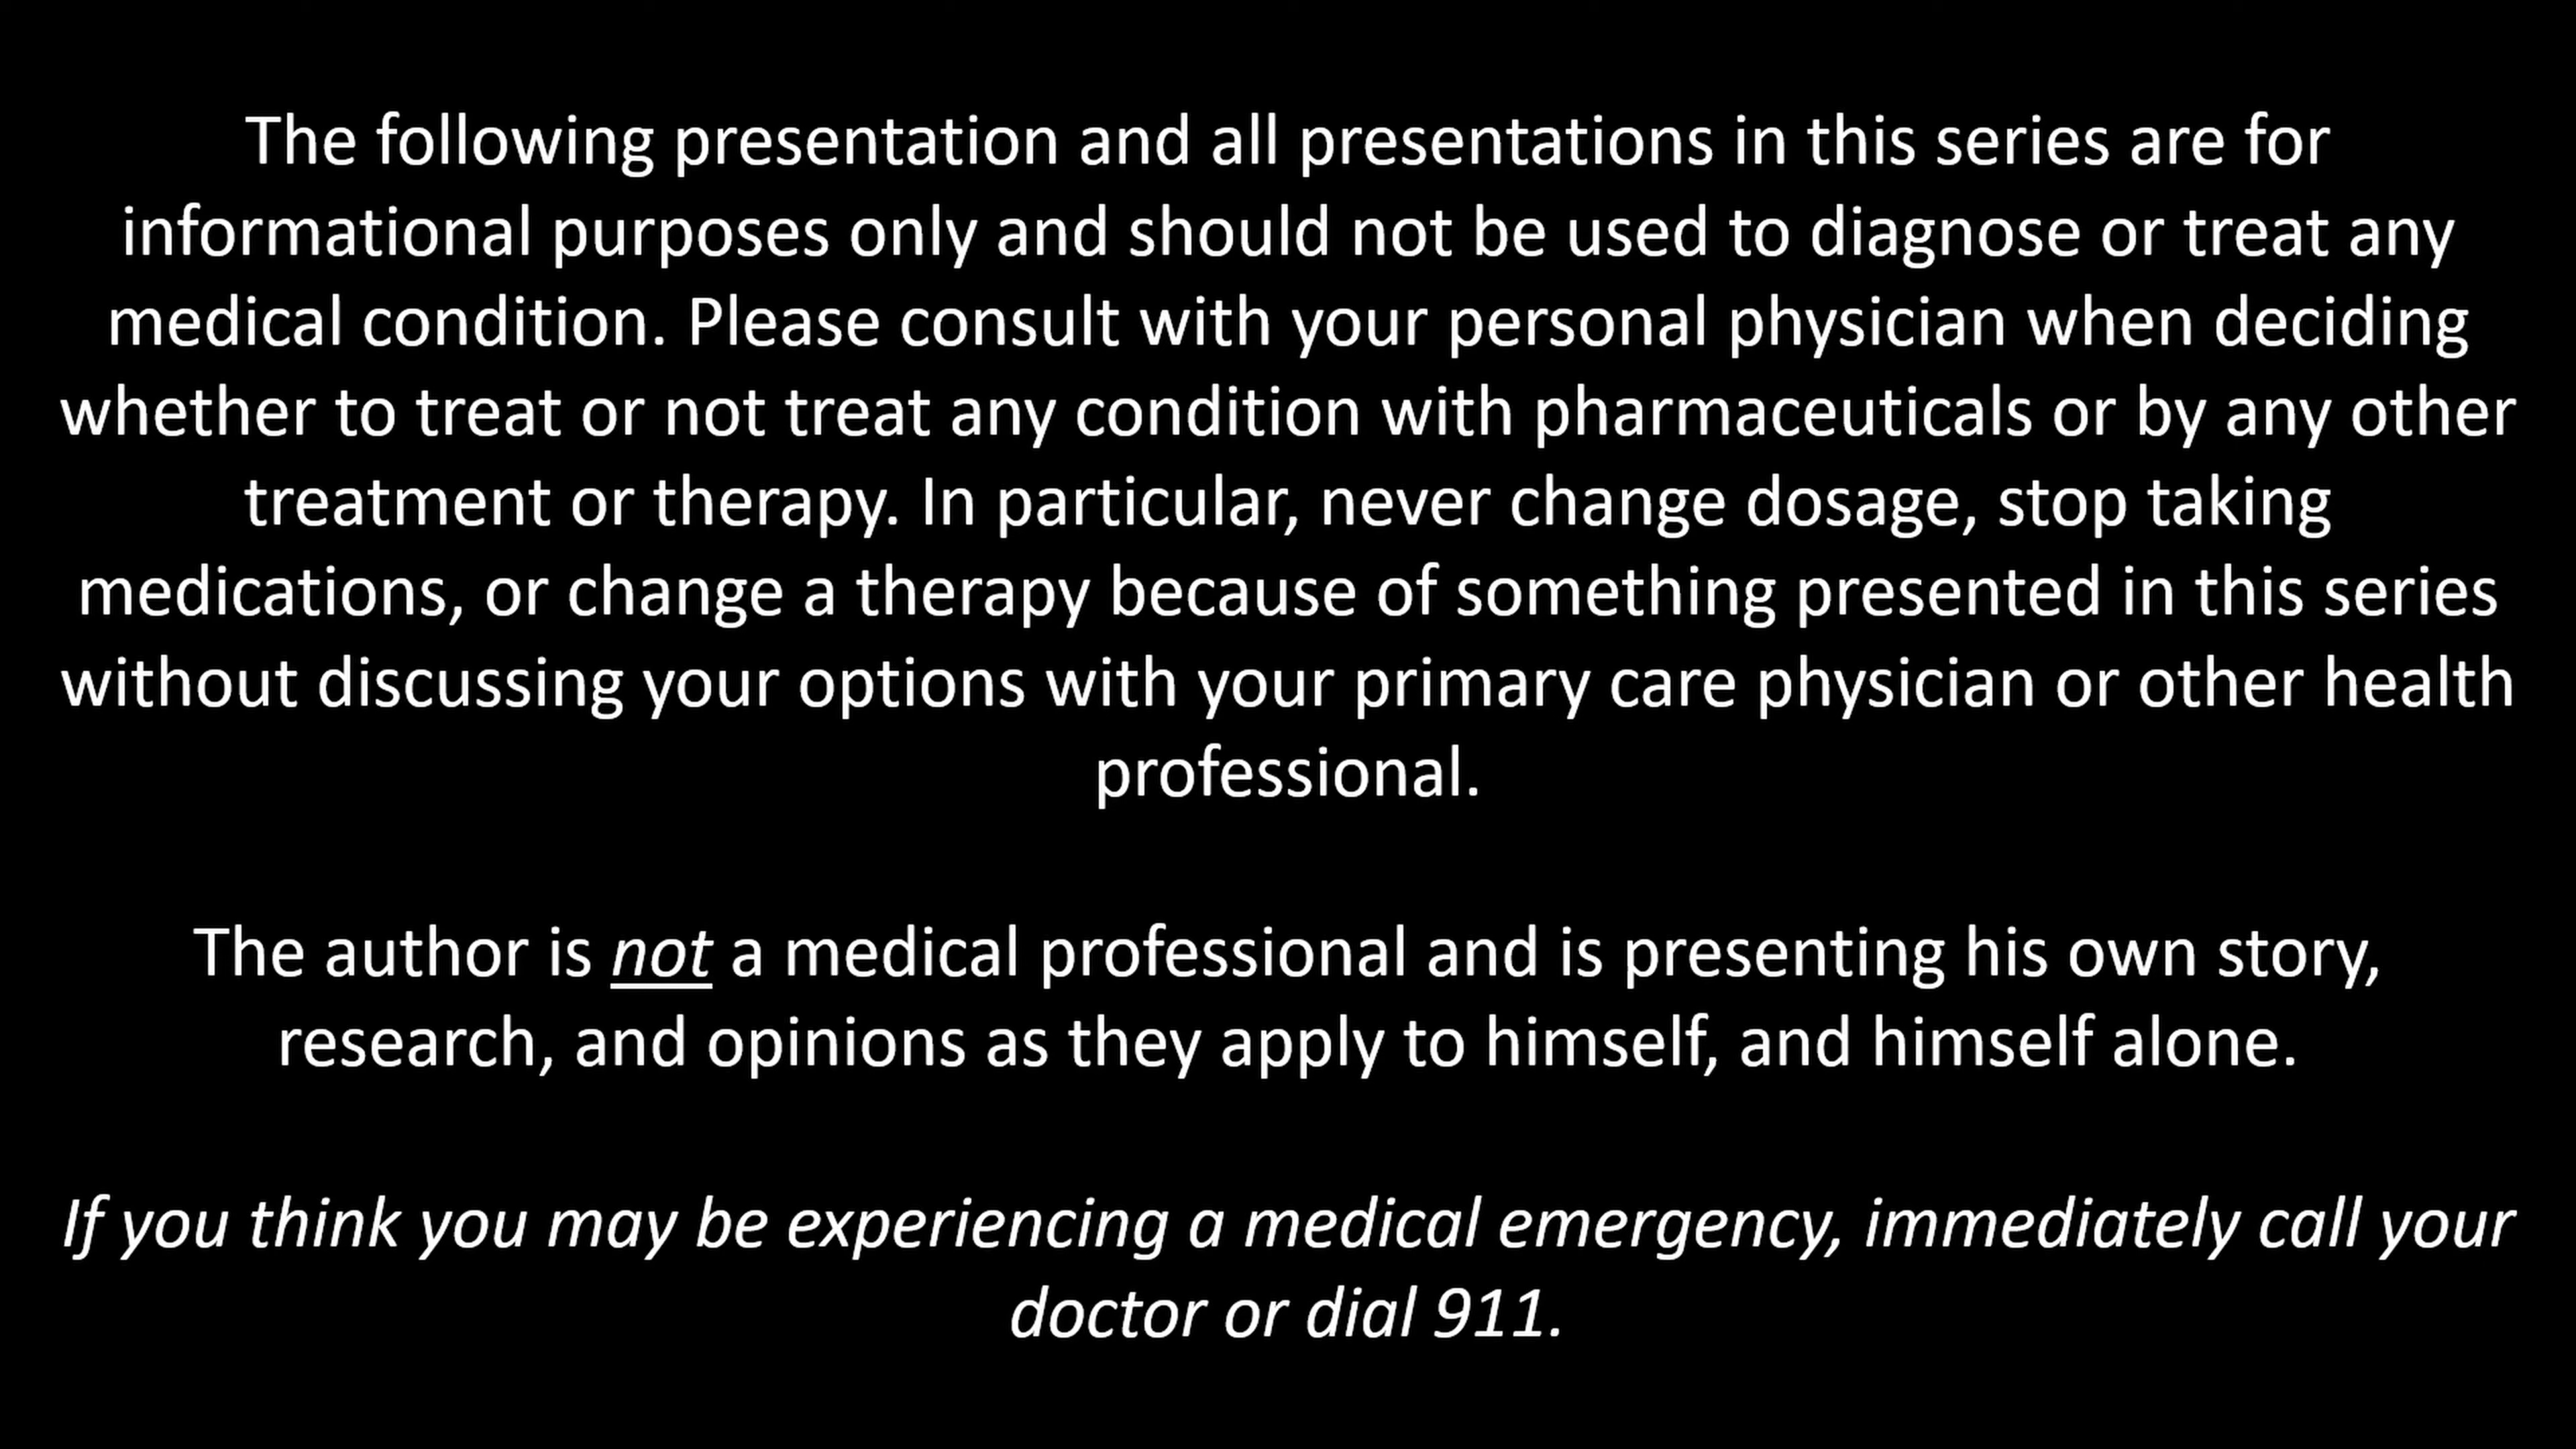 The following presentation and all presentations in this series are for
informational purposes only and should not be used to diagnose or treat any
medical condition. Please consult with your personal physician when deciding
whether to treat or not treat any condition with pharmaceuticals or by any other
treatment or therapy. In particular, never change dosage, stop taking
medications, or change a therapy because of something presented in this series
without discussing your options with your primary care physician or other health
professional.
The author is not a medical professional and is presenting his own story,
research, and opinions as they apply to himself, and himself alone.
If you think you may be experiencing a medical emergency, immediately call your
doctor or dial 911.